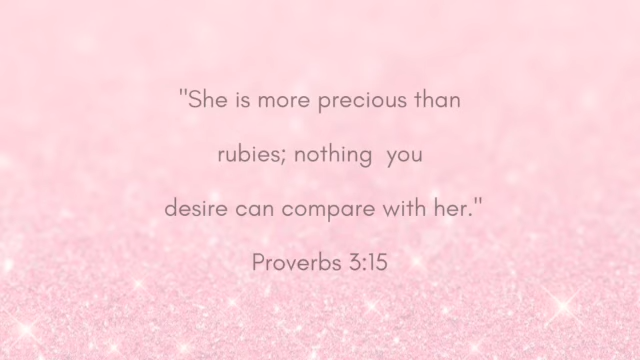 "She is more precious than
rubies; nothing  you
desire can compare with her."
Proverbs 3:15